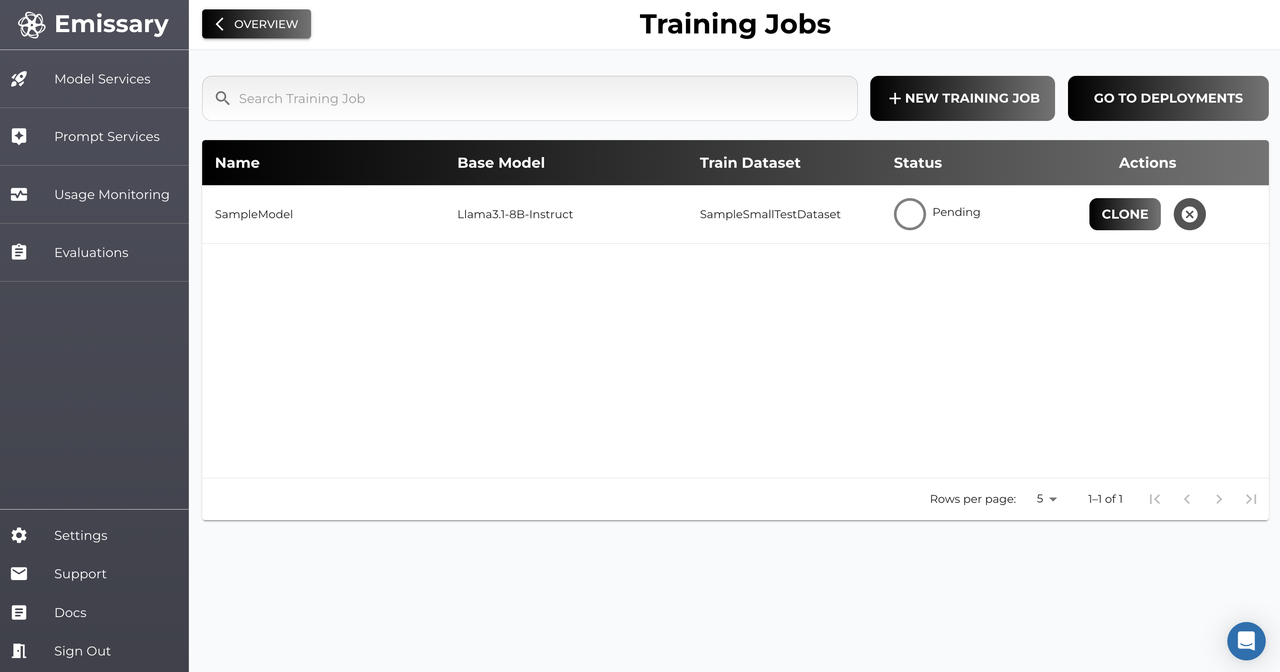 Emissary
Model Services
Prompt Services
Usage Monitoring
Evaluations
Settings
Support
Docs
Sign Out
OVERVIEW
Training Jobs
Search Training Job
NEW TRAINING JOB
GO TO DEPLOYMENTS
Name Base Model Train Dataset Status Actions
SampleModel Llama3.1-8B-Instruct SampleSmallTestDataset Pending CLONE
Rows per page: 5 1–1 of 1